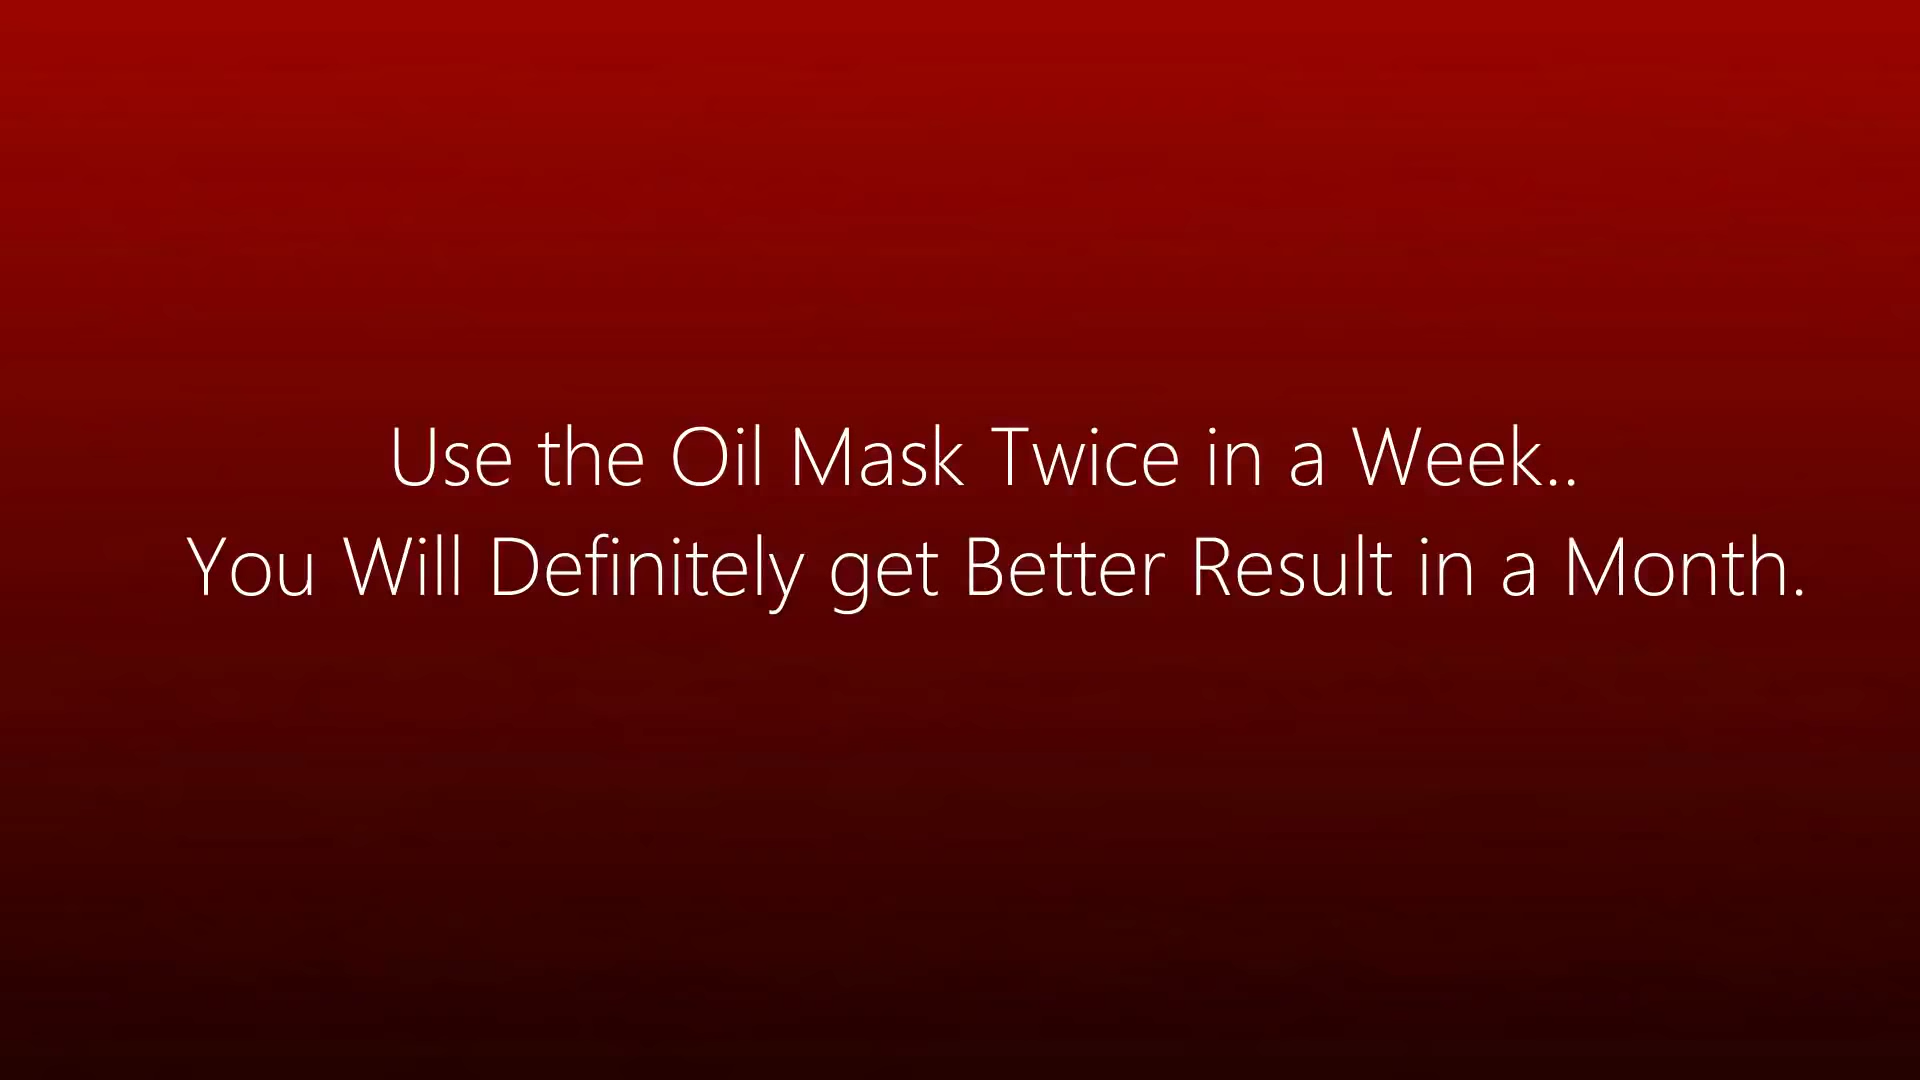 Use the Oil Mask Twice in a Week..
You Will Definitely get Better Result in a Month.